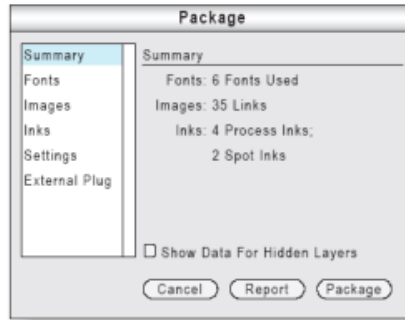 Package
Summary
Fonts
Images
Inks
Settings
External Plug
Summary
Fonts: 6 Fonts Used
Images: 35 Links
Inks: 4 Process Inks;
2 Spot Inks
Show Data For Hidden Layers
Cancel
Report
Package